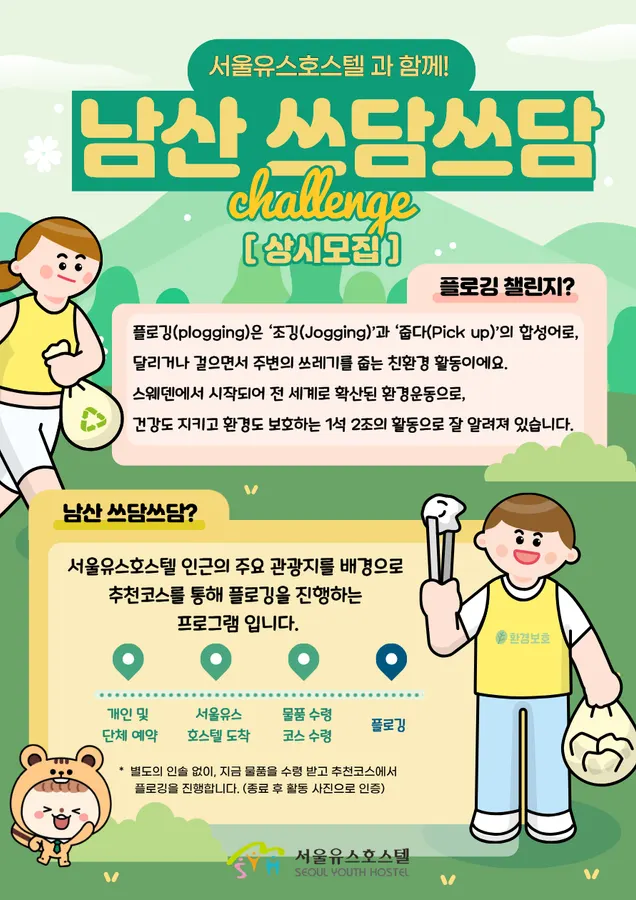 서울유스호스텔 과 함께!
남산 쓰담쓰담
challenge
[ 상시모집 ]
플로깅 챌린지?
플로깅(plogging)은 ‘조깅(Jogging)’과 ‘줍다(Pick up)’의 합성어로,
달리거나 걸으면서 주변의 쓰레기를 줍는 친환경 활동이에요.
스웨덴에서 시작되어 전 세계로 확산된 환경운동으로,
건강도 지키고 환경도 보호하는 1석 2조의 활동으로 잘 알려져 있습니다.
남산 쓰담쓰담?
서울유스호스텔 인근의 주요 관광지를 배경으로
추천코스를 통해 플로깅을 진행하는
프로그램 입니다.
환경보호
개인 및
단체 예약
서울유스
호스텔 도착
물품 수령
코스 수령
플로깅
* 별도의 인솔 없이, 지금 물품을 수령 받고 추천코스에서
플로깅을 진행합니다. (종료 후 활동 사진으로 인증)
SYH 서울유스호스텔
SEOUL YOUTH HOSTEL